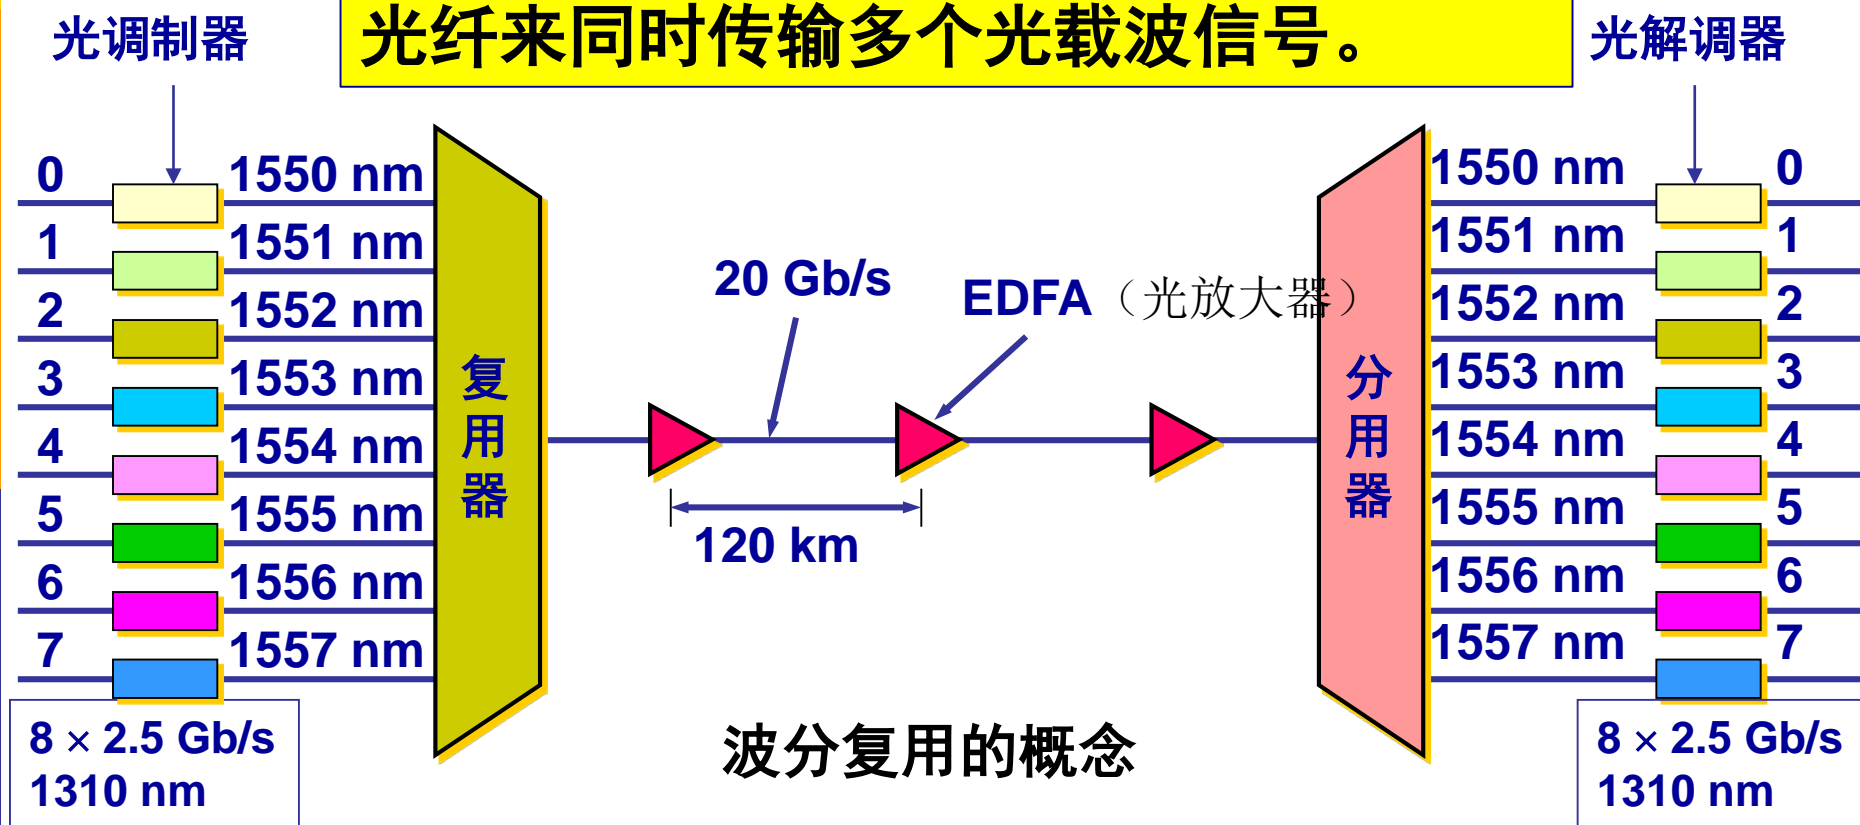 光纤来同时传输多个光载波信号。
光调制器
光解调器
0 1550 nm
1 1551 nm
2 1552 nm
3 1553 nm
4 1554 nm
5 1555 nm
6 1556 nm
7 1557 nm
8 × 2.5 Gb/s
1310 nm
复用器
20 Gb/s
EDFA（光放大器）
120 km
分用器
1550 nm 0
1551 nm 1
1552 nm 2
1553 nm 3
1554 nm 4
1555 nm 5
1556 nm 6
1557 nm 7
8 × 2.5 Gb/s
1310 nm
波分复用的概念